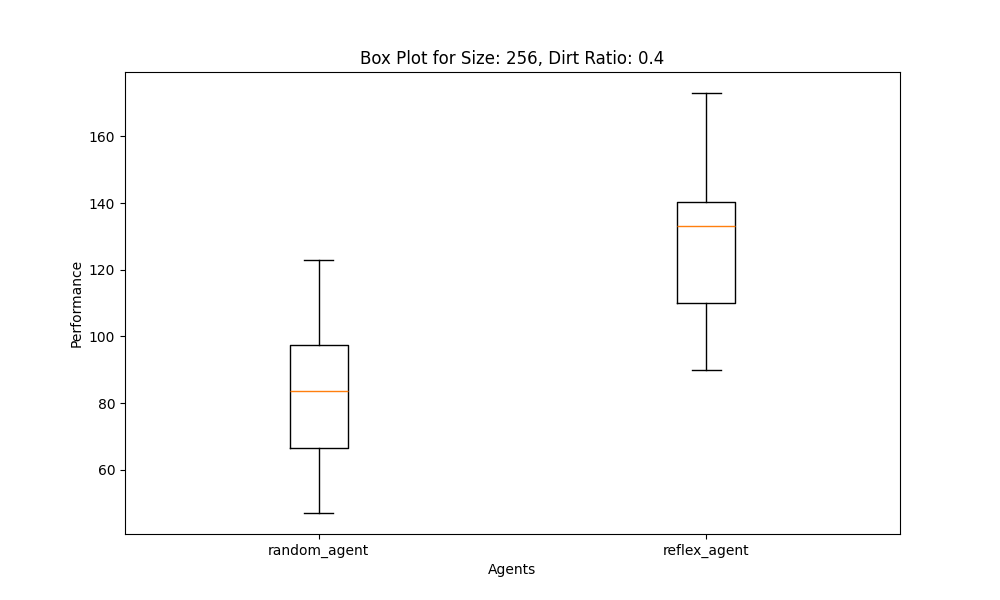 Box Plot for Size: 256, Dirt Ratio: 0.4
Performance
160
140
120
100
80
60
random_agent
reflex_agent
Agents